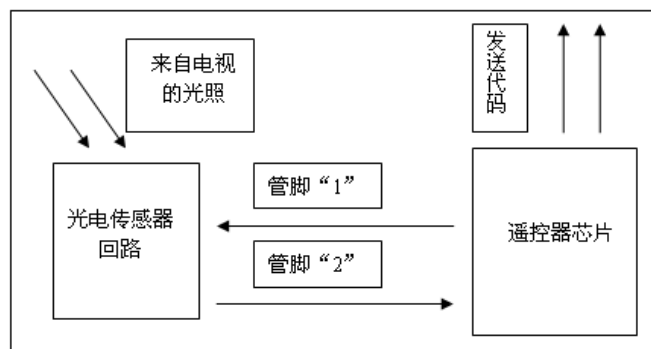 来自电视
的光照
发
送
代
码
管脚“1”
光电传感器
回路
遥控器芯片
管脚“2”